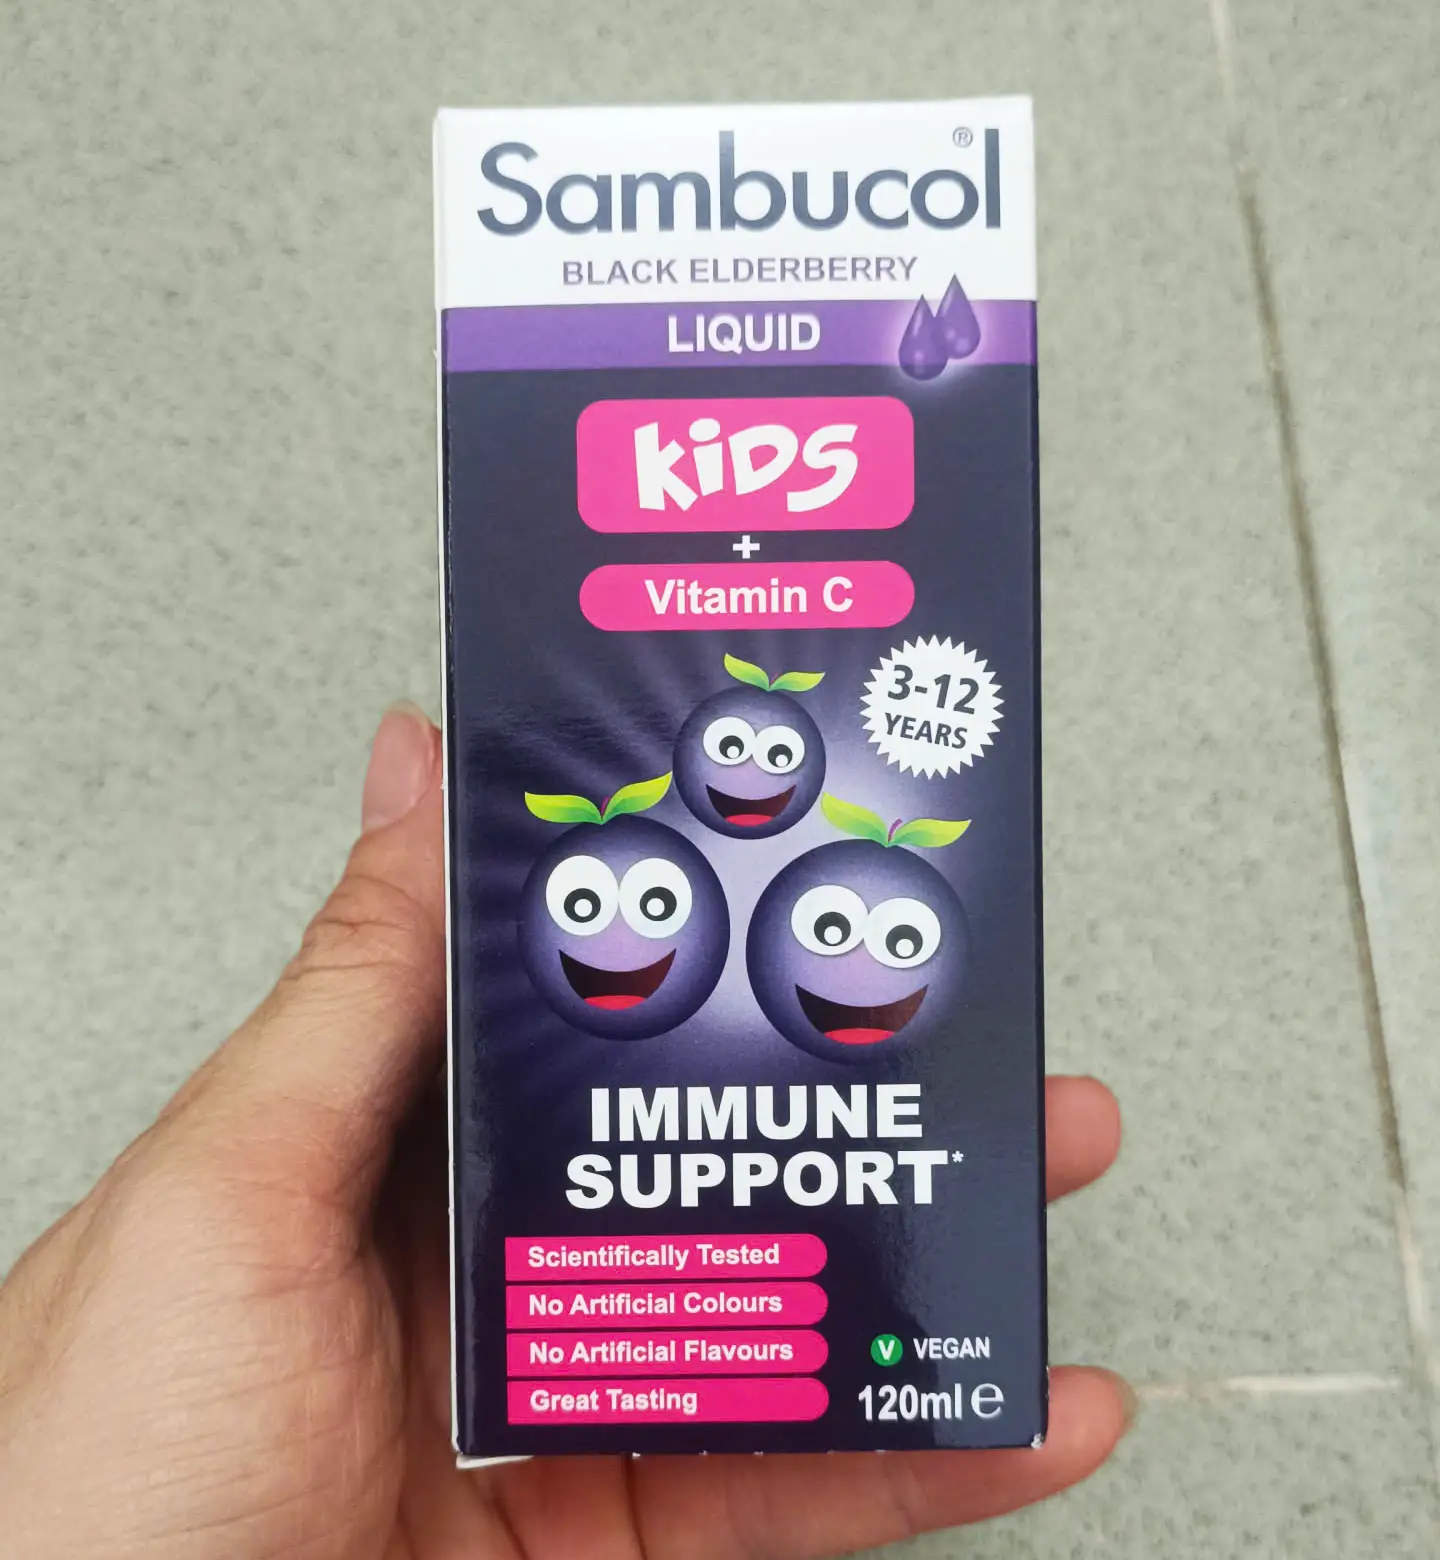 Sambucol®
BLACK ELDERBERRY
LIQUID
KiDS
+
Vitamin C
3-12
YEARS
IMMUNE
SUPPORT*
Scientifically Tested
No Artificial Colours
No Artificial Flavours
Great Tasting
V VEGAN
120ml ℮